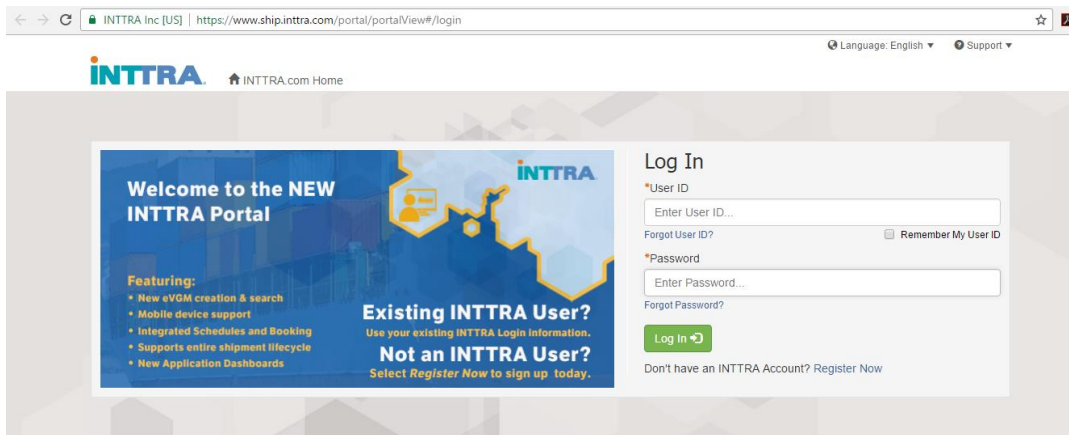 INTTRA Inc [US] | https://www.ship.inttra.com/portal/portalView#/login
Language: English ▼ Support ▼
INTTRA. INTTRA.com Home
INTTRA
Welcome to the NEW
INTTRA Portal
Featuring:
• New eVGM creation & search
• Mobile device support
• Integrated Schedules and Booking
• Supports entire shipment lifecycle
• New Application Dashboards
Existing INTTRA User?
Use your existing INTTRA Login information.
Not an INTTRA User?
Select Register Now to sign up today.
Log In
*User ID
Enter User ID...
Forgot User ID? Remember My User ID
*Password
Enter Password...
Forgot Password?
Log In
Don't have an INTTRA Account? Register Now